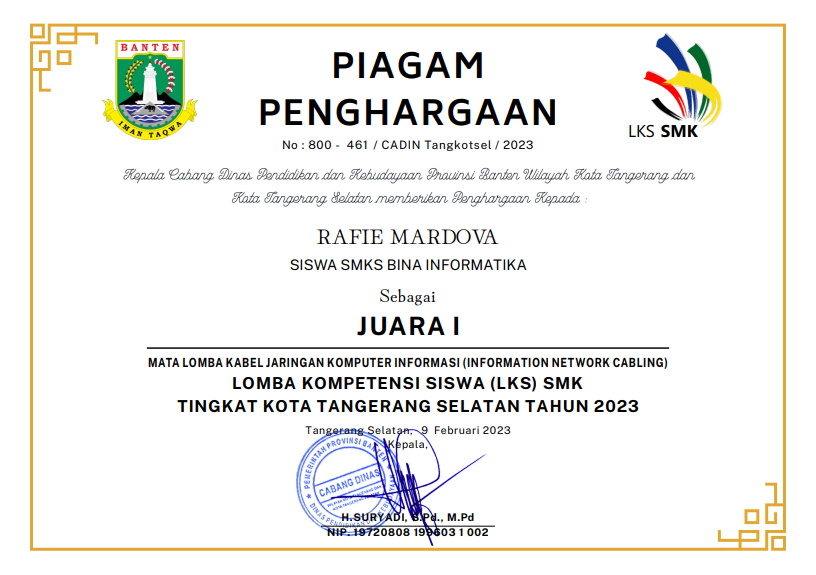 BANTEN
IMAN TAQWA
LKS SMK
PIAGAM
PENGHARGAAN
No : 800 - 461 / CADIN Tangkotsel / 2023
Kepala Cabang Dinas Pendidikan dan Kebudayaan Provinsi Banten Wilayah Kota Tangerang dan
Kota Tangerang Selatan memberikan Penghargaan Kepada :
RAFIE MARDOVA
SISWA SMKS BINA INFORMATIKA
Sebagai
JUARA I
MATA LOMBA KABEL JARINGAN KOMPUTER INFORMASI (INFORMATION NETWORK CABLING)
LOMBA KOMPETENSI SISWA (LKS) SMK
TINGKAT KOTA TANGERANG SELATAN TAHUN 2023
Tangerang Selatan, 9 Februari 2023
Kepala,
PEMERINTAH PROVINSI BANTEN
CABANG DINAS
DINAS PENDIDIKAN
H.SURYADI, S.Pd., M.Pd
NIP. 19720808 199603 1 002